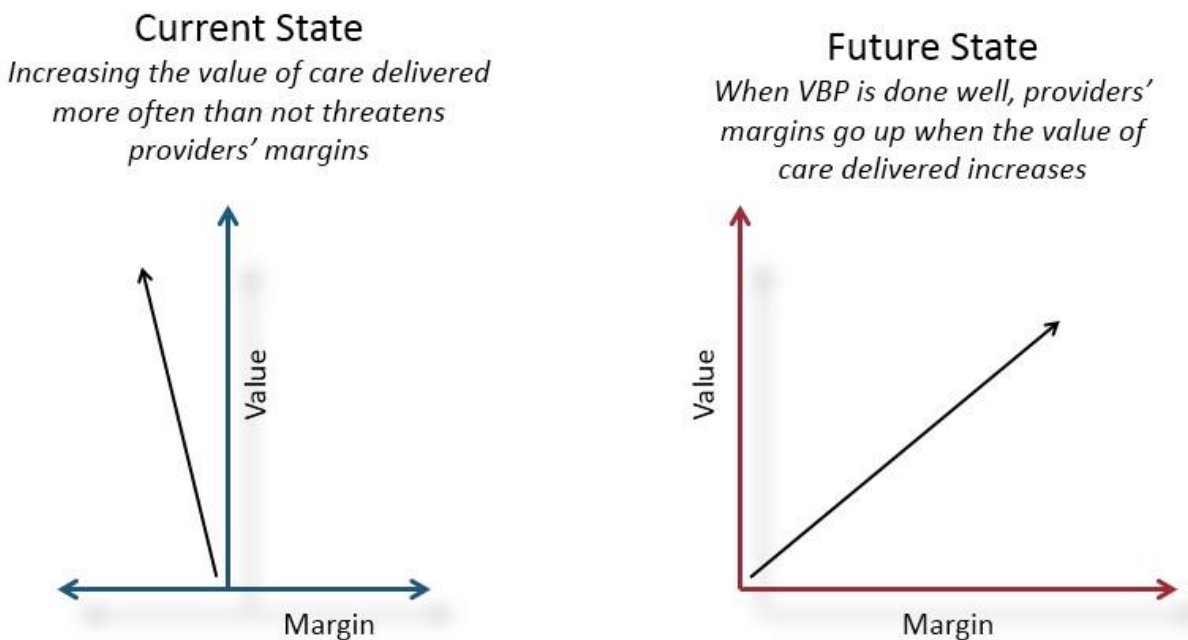 Current State
Increasing the value of care delivered
more often than not threatens
providers’ margins
Value
Margin
Future State
When VBP is done well, providers’
margins go up when the value of
care delivered increases
Value
Margin